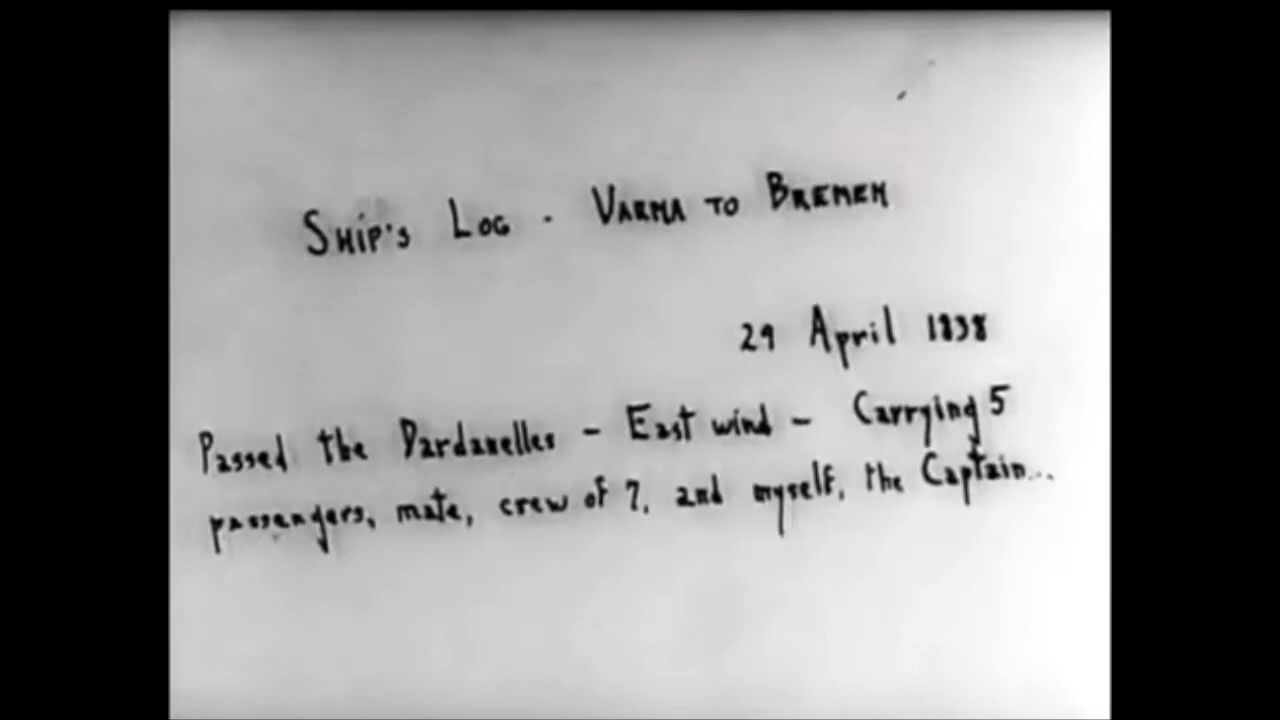 Ship's Log - Varna to Bremen
29 April 1838
Passed the Dardanelles - East wind - Carrying 5
passengers, mate, crew of 7, and myself, the Captain...